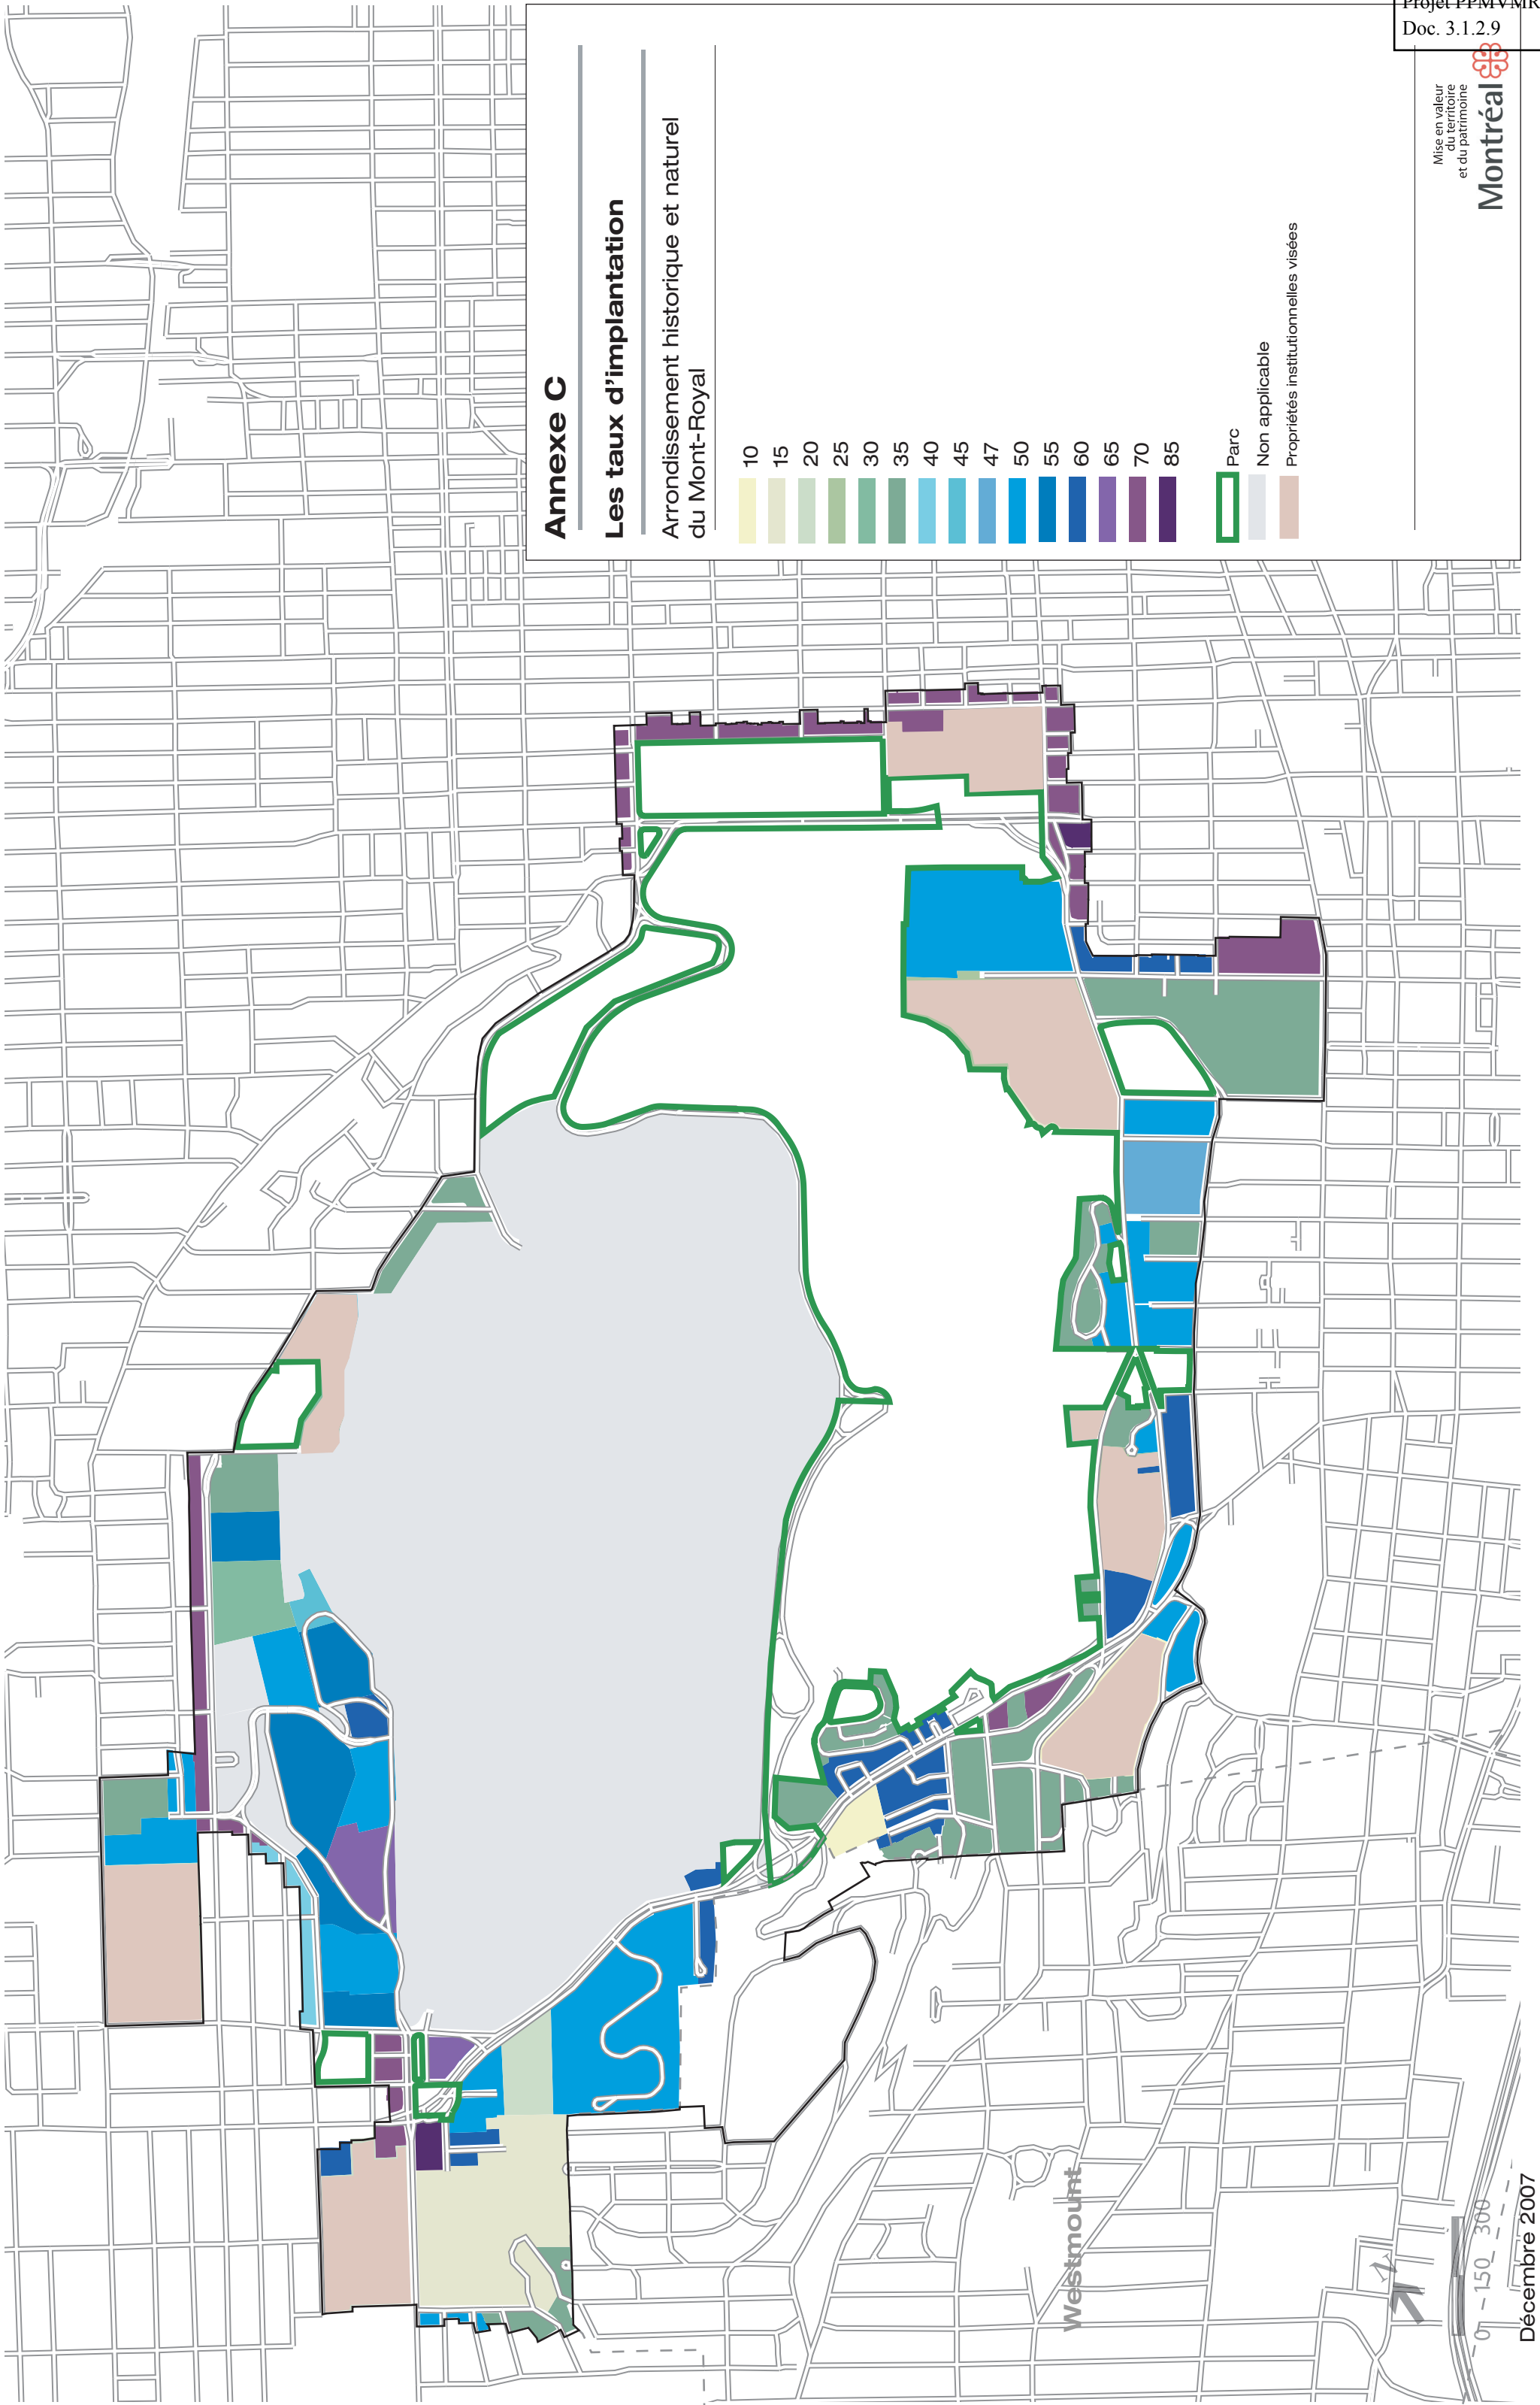 Projet PPMVMR
Doc. 3.1.2.9
Annexe C
Les taux d'implantation
Arrondissement historique et naturel
du Mont-Royal
10
15
20
25
30
35
40
45
47
50
55
60
65
70
85
Parc
Non applicable
Propriétés institutionnelles visées
Mise en valeur
du territoire
et du patrimoine
Montréal
Westmount
N
0 150 300
Décembre 2007